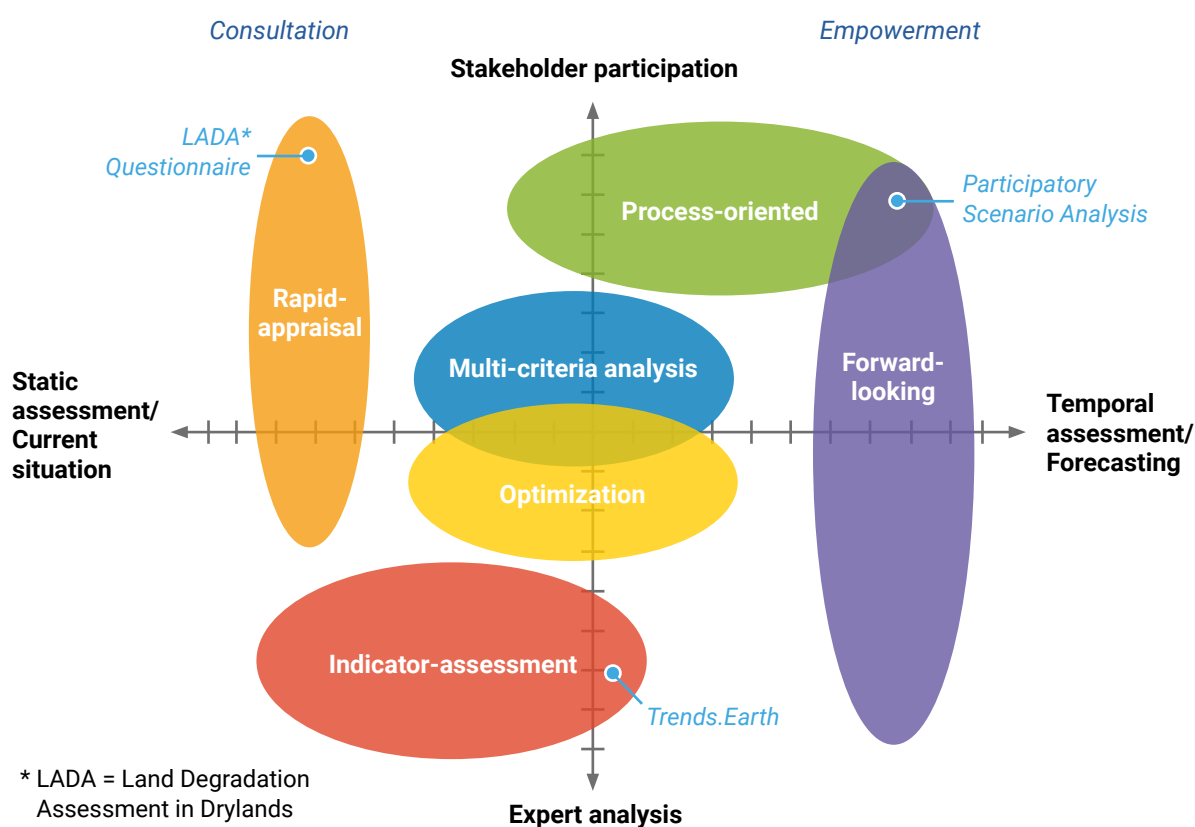 Consultation
Empowerment
Stakeholder participation
LADA*
Questionnaire
Participatory
Scenario Analysis
Process-oriented
Rapid-
appraisal
Multi-criteria analysis
Forward-
looking
Static
assessment/
Current
situation
Temporal
assessment/
Forecasting
Optimization
Indicator-assessment
Trends.Earth
* LADA = Land Degradation
Assessment in Drylands
Expert analysis